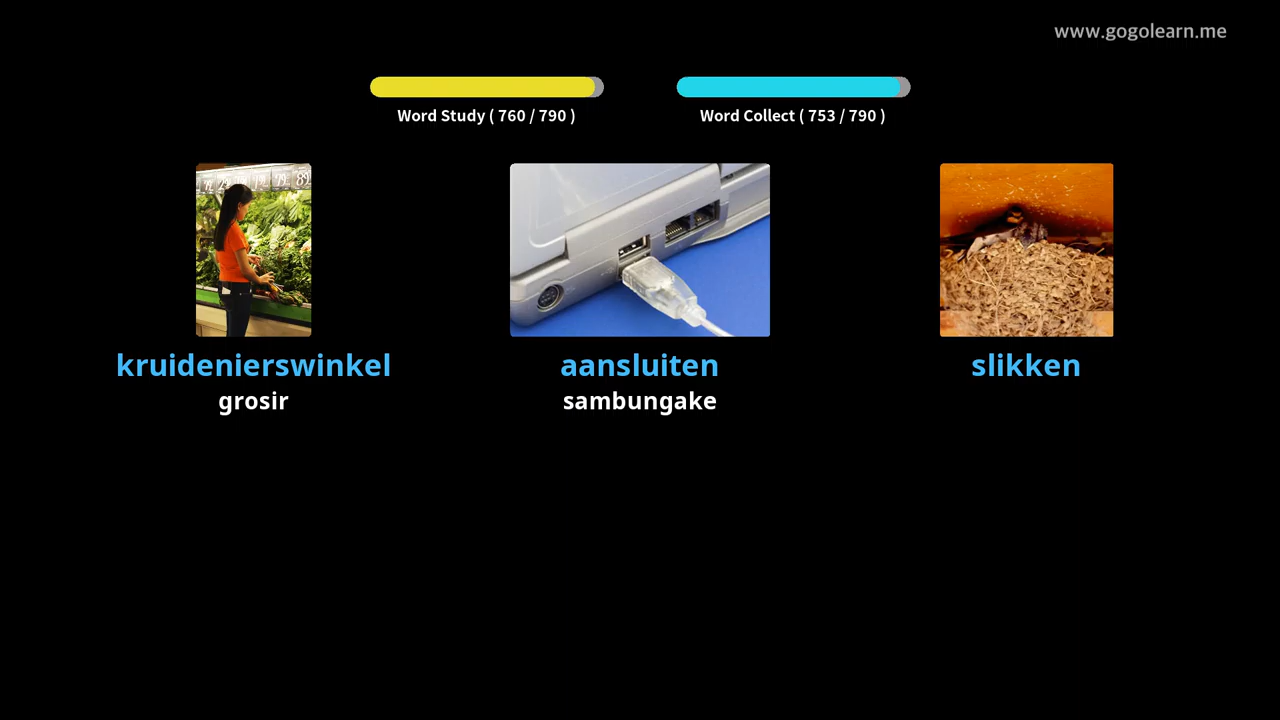 www.gogolearn.me
Word Study ( 760 / 790 )
Word Collect ( 753 / 790 )
kruidenierswinkel
grosir
aansluiten
sambungake
slikken